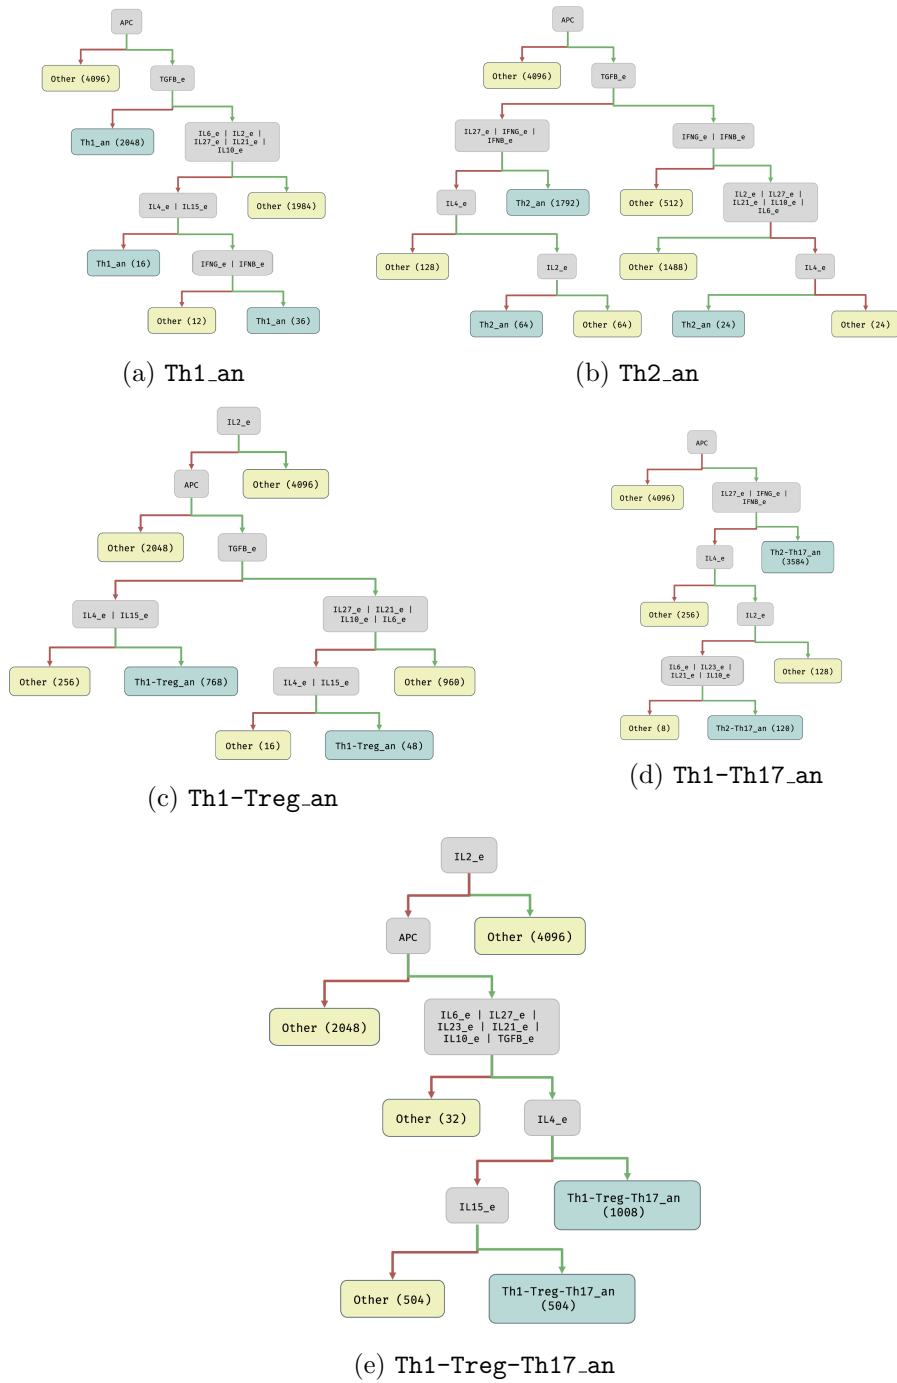 APC
Other (4096)
TGFB_e
Th1_an (2048)
IL6_e | IL2_e |
IL27_e | IL21_e |
IL10_e
IL4_e | IL15_e
Other (1984)
Th1_an (16)
IFNG_e | IFNB_e
Other (12)
Th1_an (36)
(a) Th1_an
APC
Other (4096)
TGFB_e
IL27_e | IFNG_e |
IFNB_e
IFNG_e | IFNB_e
IL4_e
Th2_an (1792)
Other (512)
IL2_e | IL27_e |
IL21_e | IL10_e |
IL6_e
Other (128)
IL2_e
Other (1488)
IL4_e
Th2_an (64)
Other (64)
Th2_an (24)
Other (24)
(b) Th2_an
IL2_e
APC
Other (4096)
Other (2048)
TGFB_e
IL4_e | IL15_e
IL27_e | IL21_e |
IL10_e | IL6_e
Other (256)
Th1-Treg_an (768)
IL4_e | IL15_e
Other (960)
Other (16)
Th1-Treg_an (48)
(c) Th1-Treg_an
APC
Other (4096)
IL27_e | IFNG_e |
IFNB_e
IL4_e
Th2-Th17_an
(3584)
Other (256)
IL2_e
IL6_e | IL23_e |
IL21_e | IL10_e
Other (128)
Other (8)
Th2-Th17_an (120)
(d) Th1-Th17_an
IL2_e
APC
Other (4096)
Other (2048)
IL6_e | IL27_e |
IL23_e | IL21_e |
IL10_e | TGFB_e
Other (32)
IL4_e
IL15_e
Th1-Treg-Th17_an
(1008)
Other (504)
Th1-Treg-Th17_an
(504)
(e) Th1-Treg-Th17_an